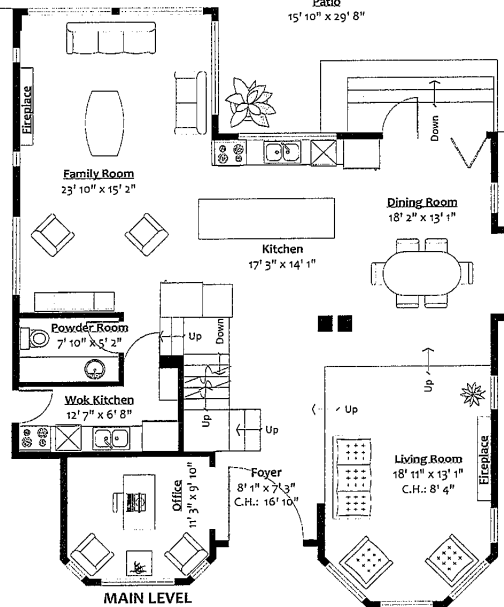 Patio
15' 10" x 29' 8"
Fireplace
Down
Family Room
23' 10" x 15' 2"
Dining Room
18' 2" x 13' 1"
Kitchen
17' 3" x 14' 1"
Powder Room
7' 10" x 5' 2"
Up
Down
Up
Wok Kitchen
12' 7" x 6' 8"
Up
Up
Up
Living Room
18' 11" x 13' 1"
C.H.: 8' 4"
Fireplace
Office
11' 3" x 9' 10"
Foyer
8' 1" x 7' 3"
C.H.: 16' 10"
MAIN LEVEL